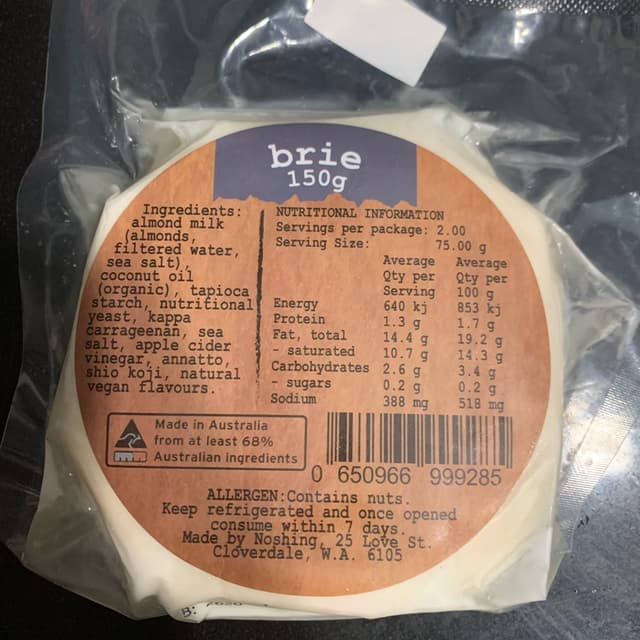 brie
150g
Ingredients:
almond milk
(almonds,
filtered water,
sea salt),
coconut oil
(organic), tapioca
starch, nutritional
yeast, kappa
carrageenan, sea
salt, apple cider
vinegar, annatto,
shio koji, natural
vegan flavours.
NUTRITIONAL INFORMATION
Servings per package: 2.00
Serving Size: 75.00 g
Average Average
Qty per Qty per
Serving 100 g
Energy 640 kj 853 kj
Protein 1.3 g 1.7 g
Fat, total 14.4 g 19.2 g
- saturated 10.7 g 14.3 g
Carbohydrates 2.6 g 3.4 g
- sugars 0.2 g 0.2 g
Sodium 388 mg 518 mg
Made in Australia
from at least 68%
Australian ingredients
0 650966 999285
ALLERGEN:Contains nuts.
Keep refrigerated and once opened
consume within 7 days.
Made by Noshing, 25 Love St.
Cloverdale, W.A. 6105